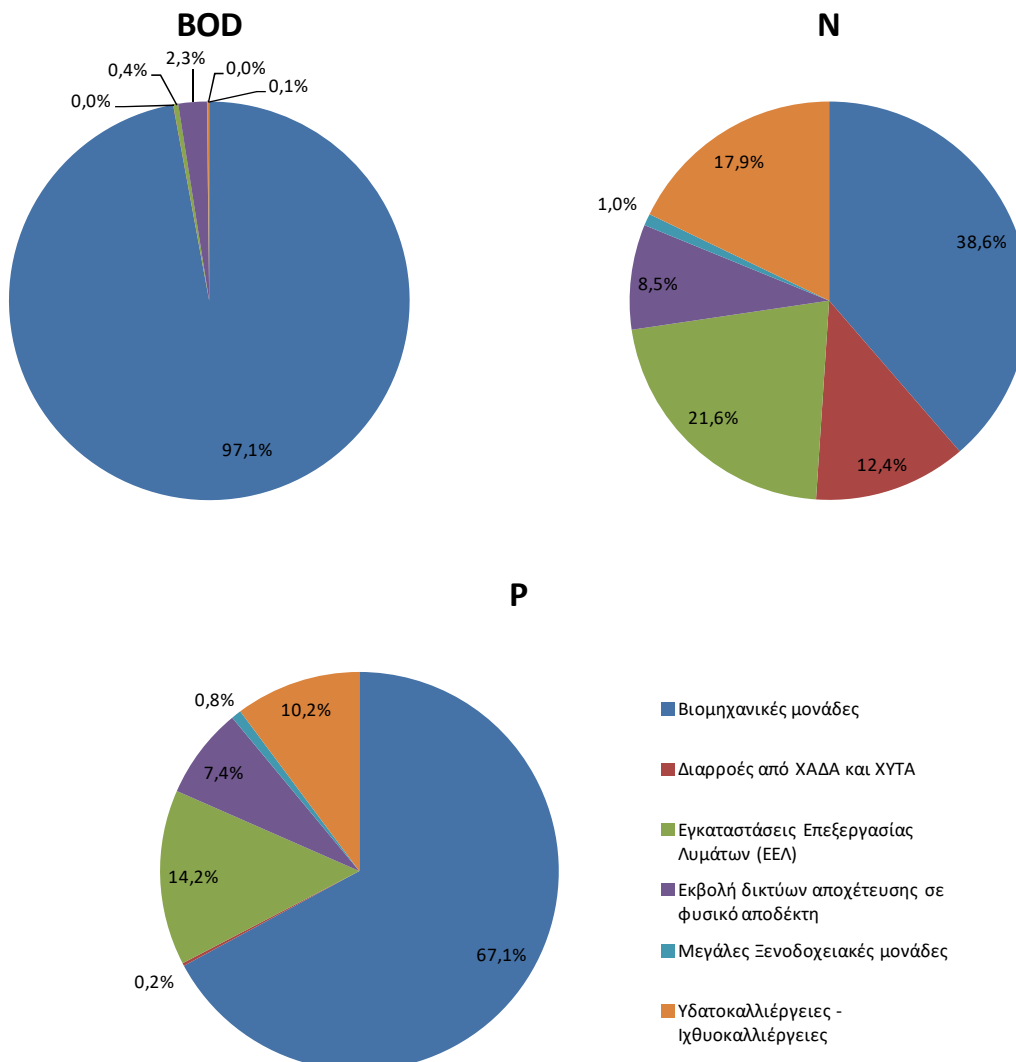 BOD
N
2,3%
0,4%
0,0%
0,0%
0,1%
97,1%
17,9%
1,0%
38,6%
8,5%
21,6%
12,4%
P
0,8%
10,2%
7,4%
14,2%
67,1%
0,2%
Βιομηχανικές μονάδες
Διαρροές από ΧΑΔΑ και ΧΥΤΑ
Εγκαταστάσεις Επεξεργασίας
Λυμάτων (ΕΕΛ)
Εκβολή δικτύων αποχέτευσης σε
φυσικό αποδέκτη
Μεγάλες Ξενοδοχειακές μονάδες
Υδατοκαλλιέργειες -
Ιχθυοκαλλιέργειες